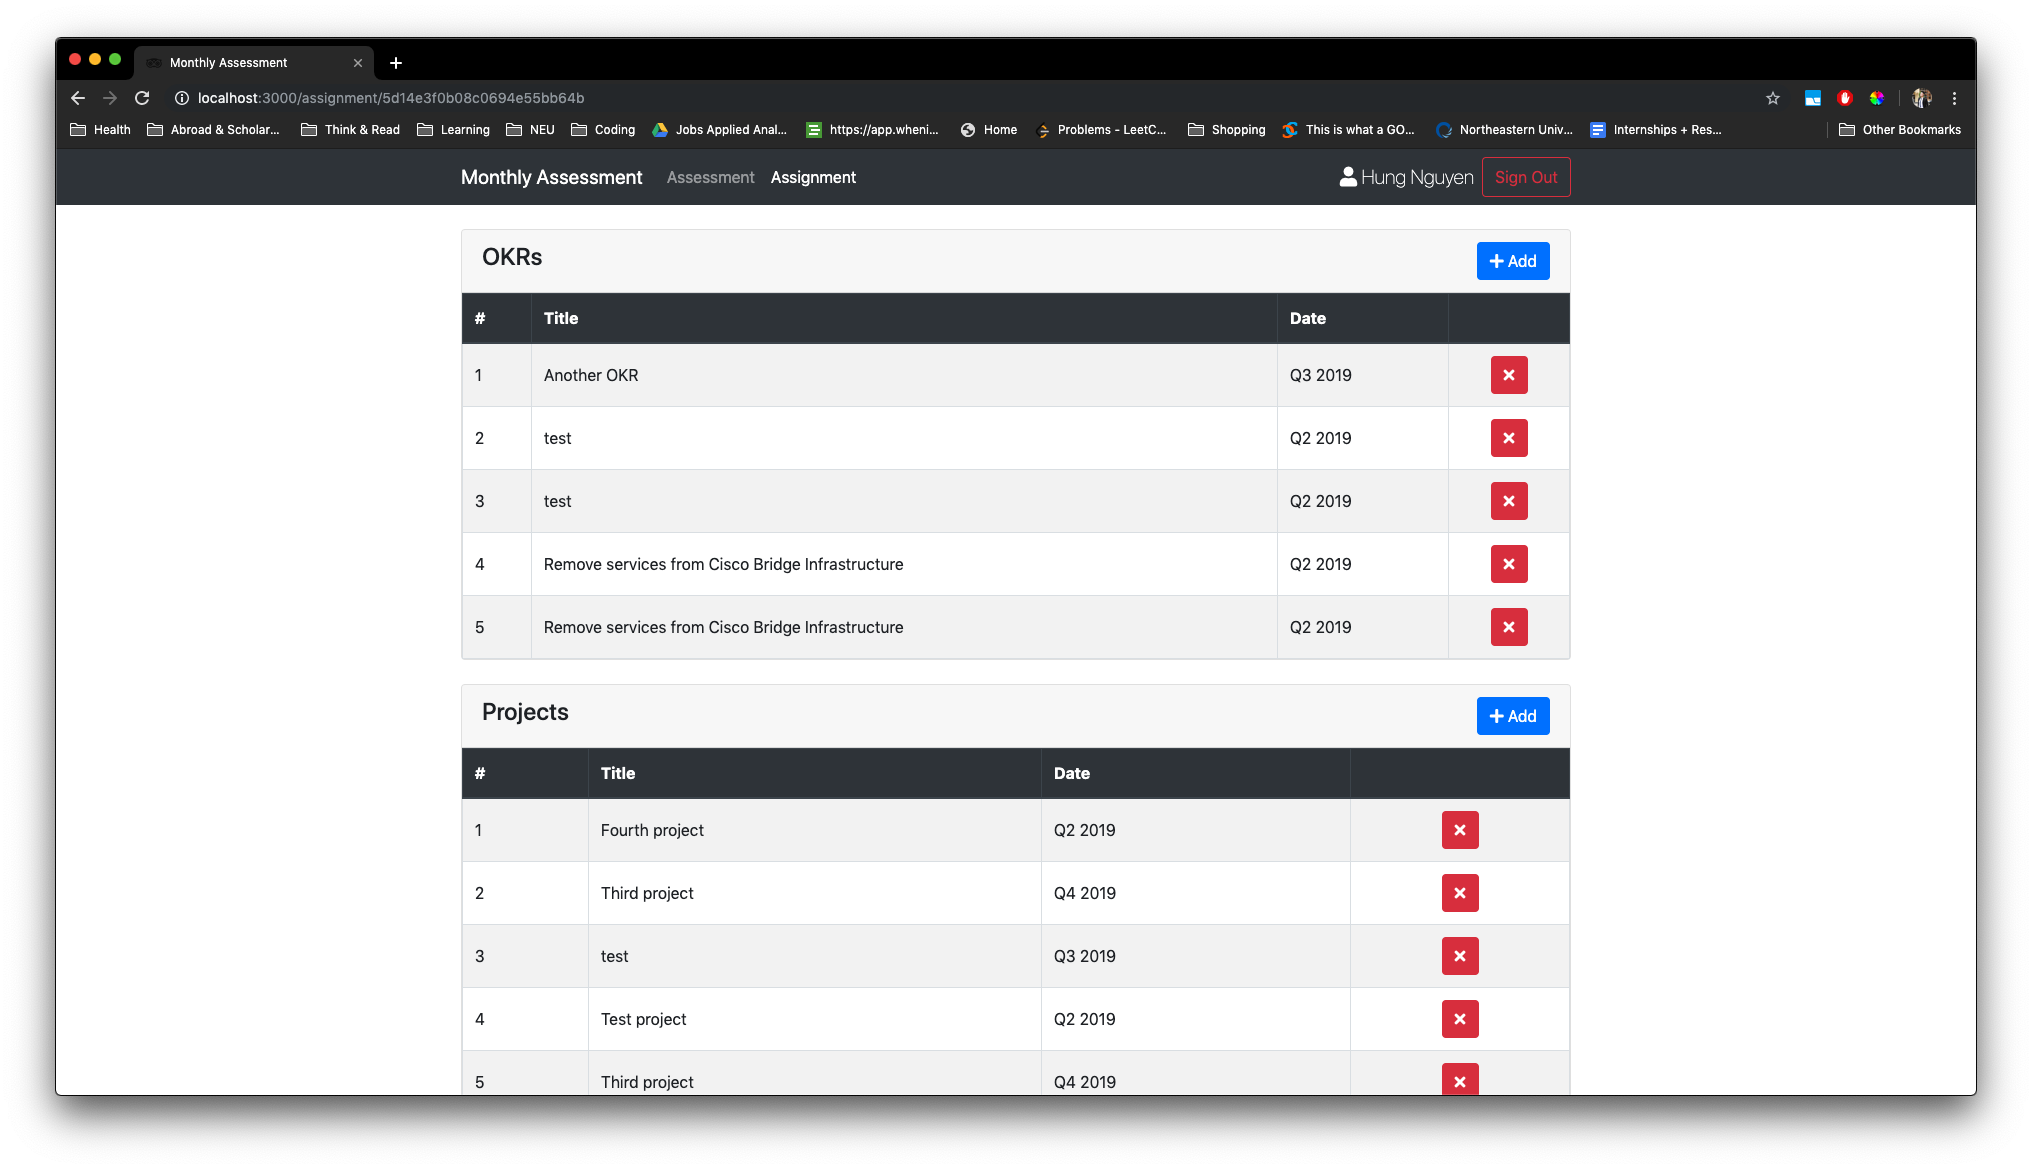 Monthly Assessment
localhost:3000/assignment/5d14e3f0b08c0694e55bb64b
Health Abroad & Scholar... Think & Read Learning NEU Coding Jobs Applied Anal... https://app.wheni... Home Problems - LeetC... Shopping This is what a GO... Northeastern Univ... Internships + Res... Other Bookmarks
Monthly Assessment Assessment Assignment Hung Nguyen Sign Out
OKRs Add
# Title Date
1 Another OKR Q3 2019
2 test Q2 2019
3 test Q2 2019
4 Remove services from Cisco Bridge Infrastructure Q2 2019
5 Remove services from Cisco Bridge Infrastructure Q2 2019
Projects Add
# Title Date
1 Fourth project Q2 2019
2 Third project Q4 2019
3 test Q3 2019
4 Test project Q2 2019
5 Third project Q4 2019